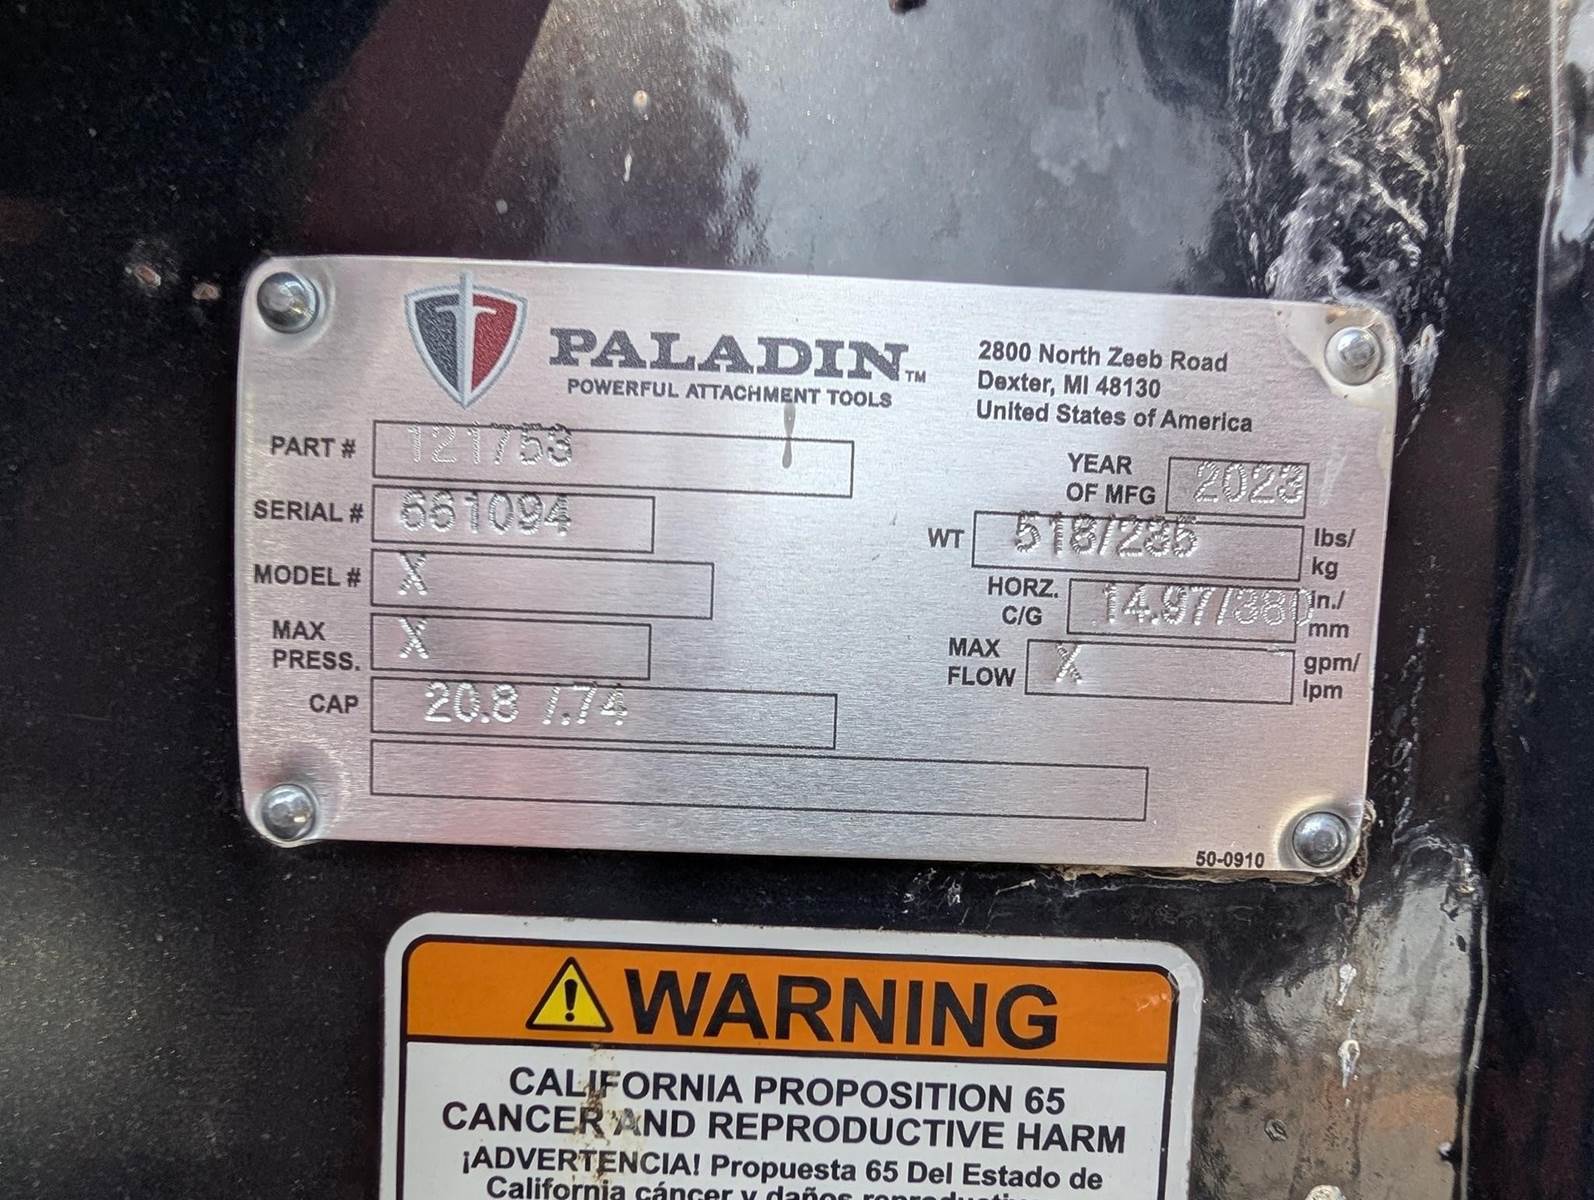 PALADIN™
POWERFUL ATTACHMENT TOOLS
2800 North Zeeb Road
Dexter, MI 48130
United States of America
PART # 121753
SERIAL # 661094
MODEL # X
MAX PRESS. X
CAP 20.8 /.74
YEAR OF MFG 2023
WT 518/235 lbs/kg
HORZ. C/G 14.97/380 In./mm
MAX FLOW X gpm/lpm
50-0910
WARNING
CALIFORNIA PROPOSITION 65
CANCER AND REPRODUCTIVE HARM
¡ADVERTENCIA! Propuesta 65 Del Estado de
California cáncer y daños